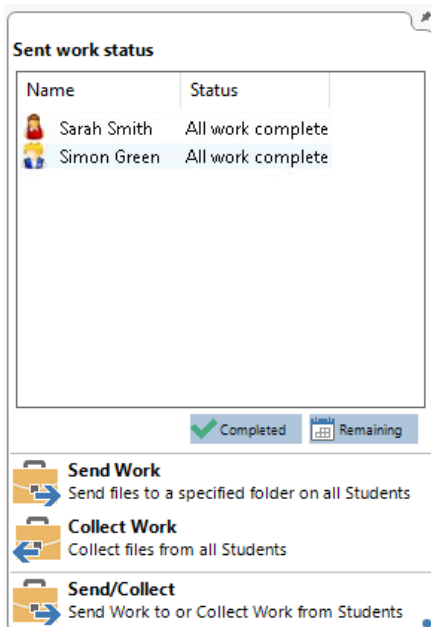 Sent work status
Name Status
Sarah Smith All work complete
Simon Green All work complete
Completed Remaining
Send Work
Send files to a specified folder on all Students
Collect Work
Collect files from all Students
Send/Collect
Send Work to or Collect Work from Students